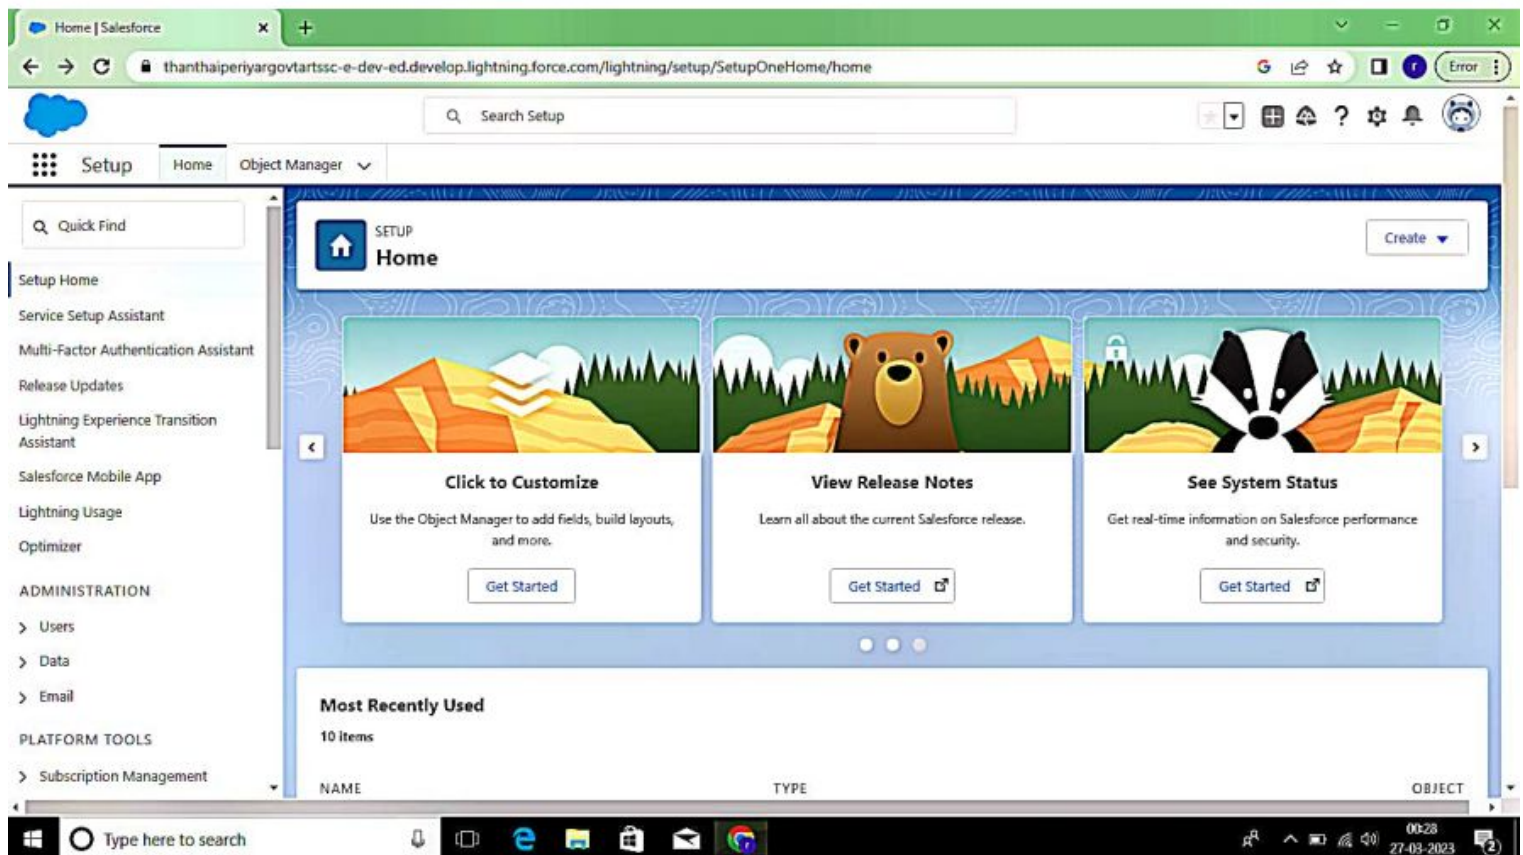 Home | Salesforce
thanthaiperiyargovtartssc-e-dev-ed.develop.lightning.force.com/lightning/setup/SetupOneHome/home
G
r
Error
Search Setup
Setup
Home
Object Manager
Quick Find
Setup Home
Service Setup Assistant
Multi-Factor Authentication Assistant
Release Updates
Lightning Experience Transition
Assistant
Salesforce Mobile App
Lightning Usage
Optimizer
ADMINISTRATION
Users
Data
Email
PLATFORM TOOLS
Subscription Management
SETUP
Home
Create
Click to Customize
Use the Object Manager to add fields, build layouts,
and more.
Get Started
View Release Notes
Learn all about the current Salesforce release.
Get Started
See System Status
Get real-time information on Salesforce performance
and security.
Get Started
Most Recently Used
10 items
NAME TYPE OBJECT
Type here to search
00:28
27-03-2023
2